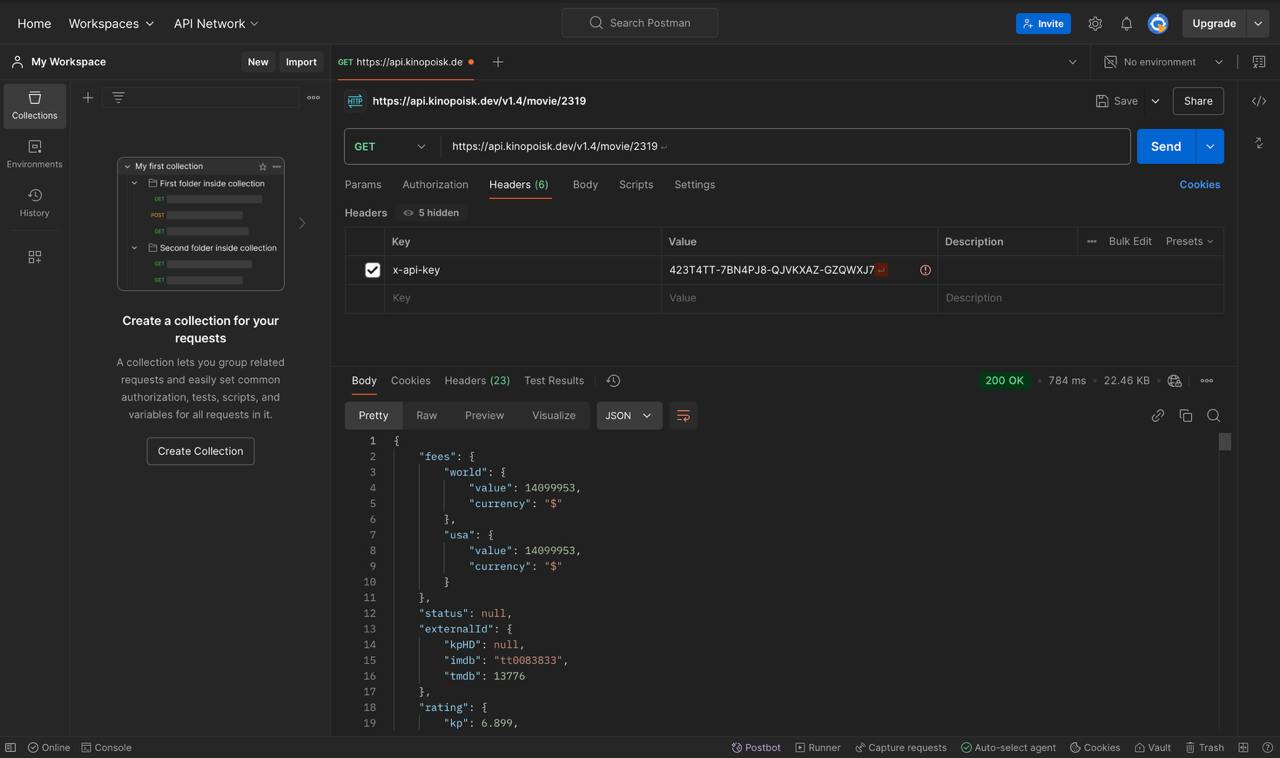 Home Workspaces API Network Search Postman Invite Upgrade
My Workspace New Import GET https://api.kinopoisk.de No environment
Collections
Environments
History
My first collection
First folder inside collection
GET
POST
GET
Second folder inside collection
GET
GET
Create a collection for your
requests
A collection lets you group related
requests and easily set common
authorization, tests, scripts, and
variables for all requests in it.
Create Collection
HTTP https://api.kinopoisk.dev/v1.4/movie/2319 Save Share
GET https://api.kinopoisk.dev/v1.4/movie/2319 Send
Params Authorization Headers (6) Body Scripts Settings Cookies
Headers 5 hidden
Key Value Description Bulk Edit Presets
x-api-key 423T4TT-7BN4PJ8-QJVKXAZ-GZQWXJ7
Key Value Description
Body Cookies Headers (23) Test Results 200 OK 784 ms 22.46 KB
Pretty Raw Preview Visualize JSON
1 {
2 "fees": {
3 "world": {
4 "value": 14099953,
5 "currency": "$"
6 },
7 "usa": {
8 "value": 14099953,
9 "currency": "$"
10 }
11 },
12 "status": null,
13 "externalId": {
14 "kpHD": null,
15 "imdb": "tt0083833",
16 "tmdb": 13776
17 },
18 "rating": {
19 "kp": 6.899,
Online Console Postbot Runner Capture requests Auto-select agent Cookies Vault Trash